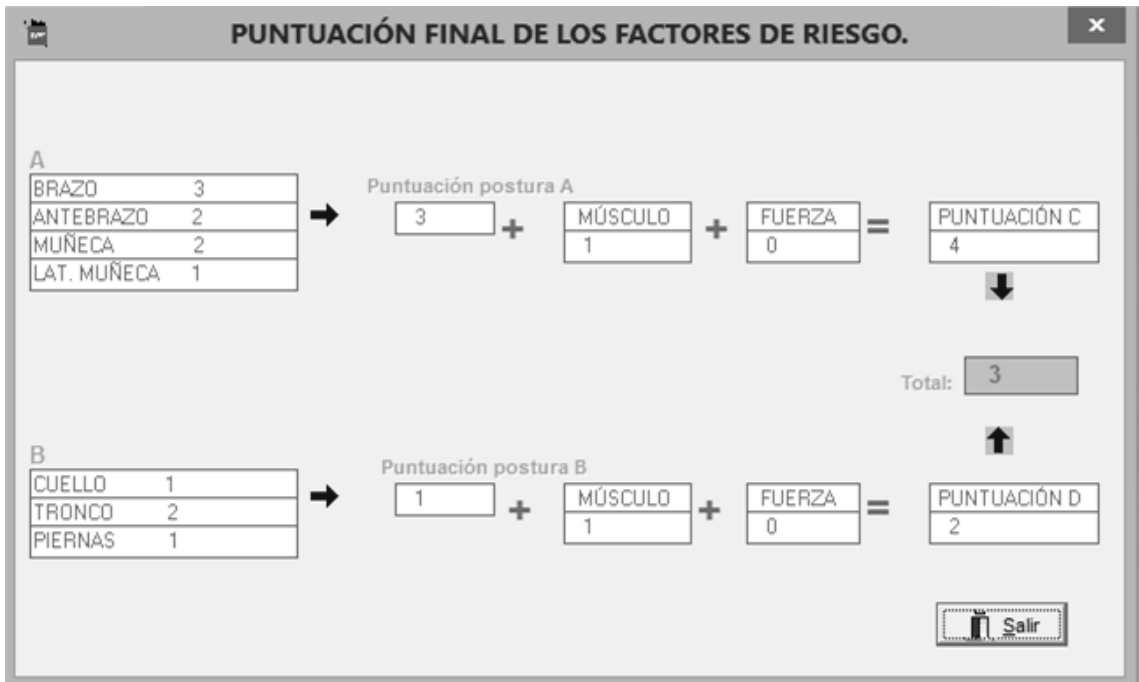 PUNTUACIÓN FINAL DE LOS FACTORES DE RIESGO.
A
BRAZO 3
ANTEBRAZO 2
MUÑECA 2
LAT. MUÑECA 1
Puntuación postura A
3 + MÚSCULO 1 + FUERZA 0 = PUNTUACIÓN C 4
Total: 3
B
CUELLO 1
TRONCO 2
PIERNAS 1
Puntuación postura B
1 + MÚSCULO 1 + FUERZA 0 = PUNTUACIÓN D 2
Salir